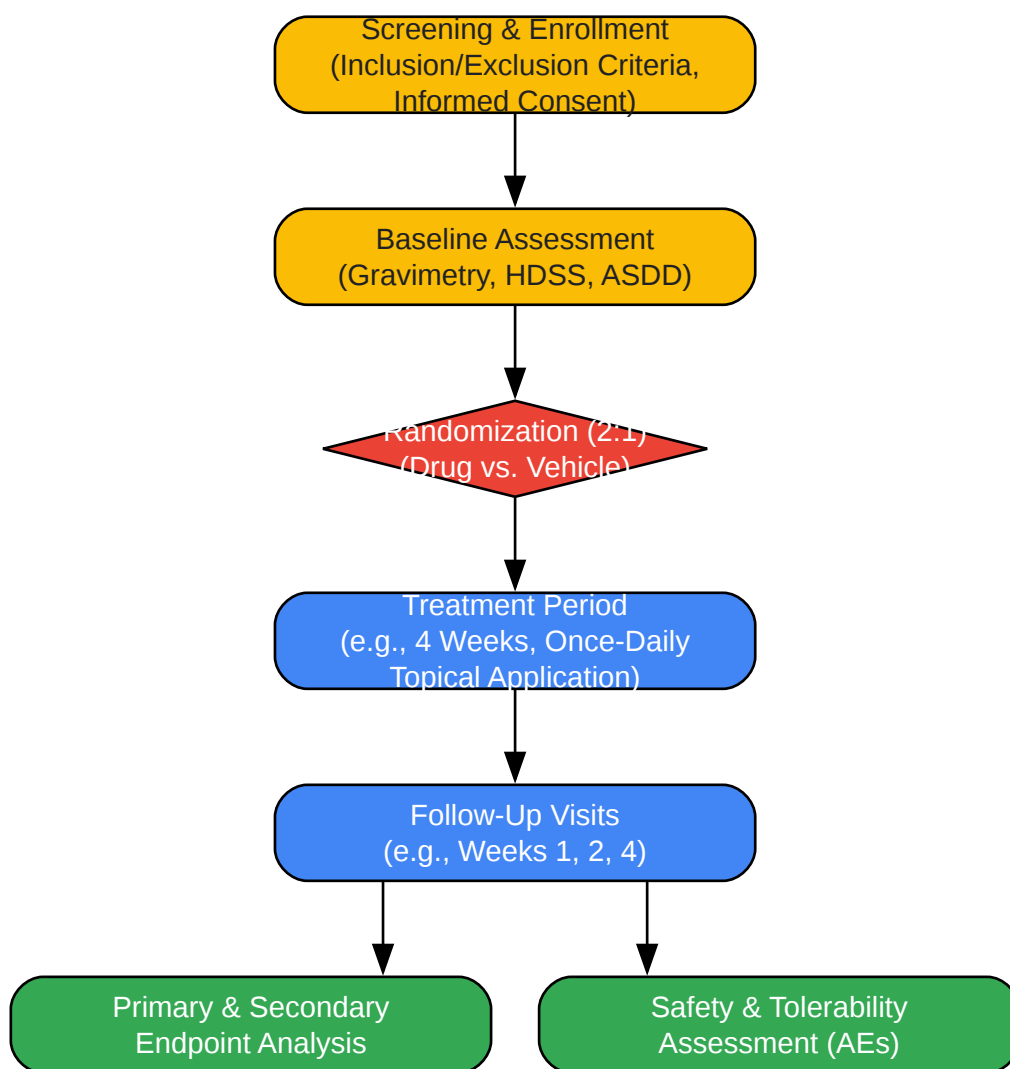 Screening & Enrollment
(Inclusion/Exclusion Criteria,
Informed Consent)
Baseline Assessment
(Gravimetry, HDSS, ASDD)
Randomization (2:1)
(Drug vs. Vehicle)
Treatment Period
(e.g., 4 Weeks, Once-Daily
Topical Application)
Follow-Up Visits
(e.g., Weeks 1, 2, 4)
Primary & Secondary
Endpoint Analysis
Safety & Tolerability
Assessment (AEs)